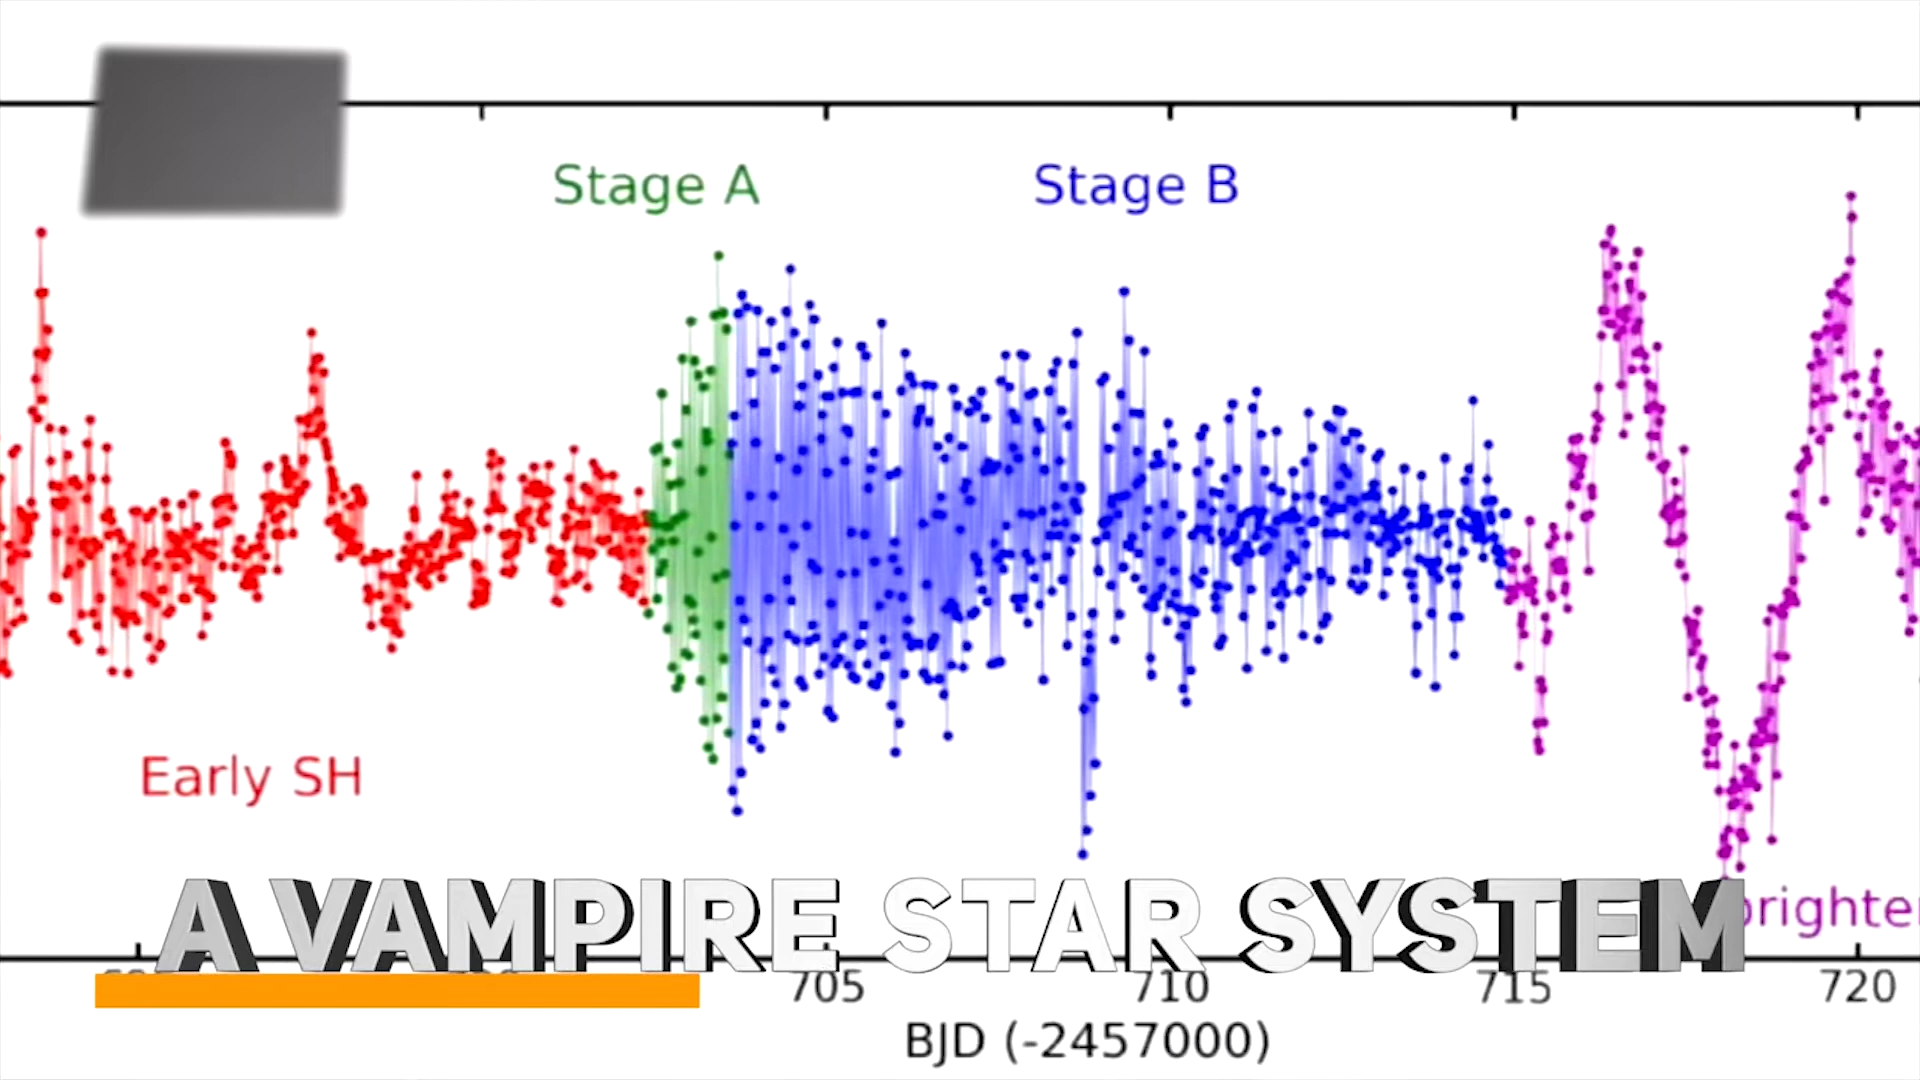 Stage A
Stage B
Early SH
A VAMPIRE STAR SYSTEM
705
710
715
720
BJD (-2457000)